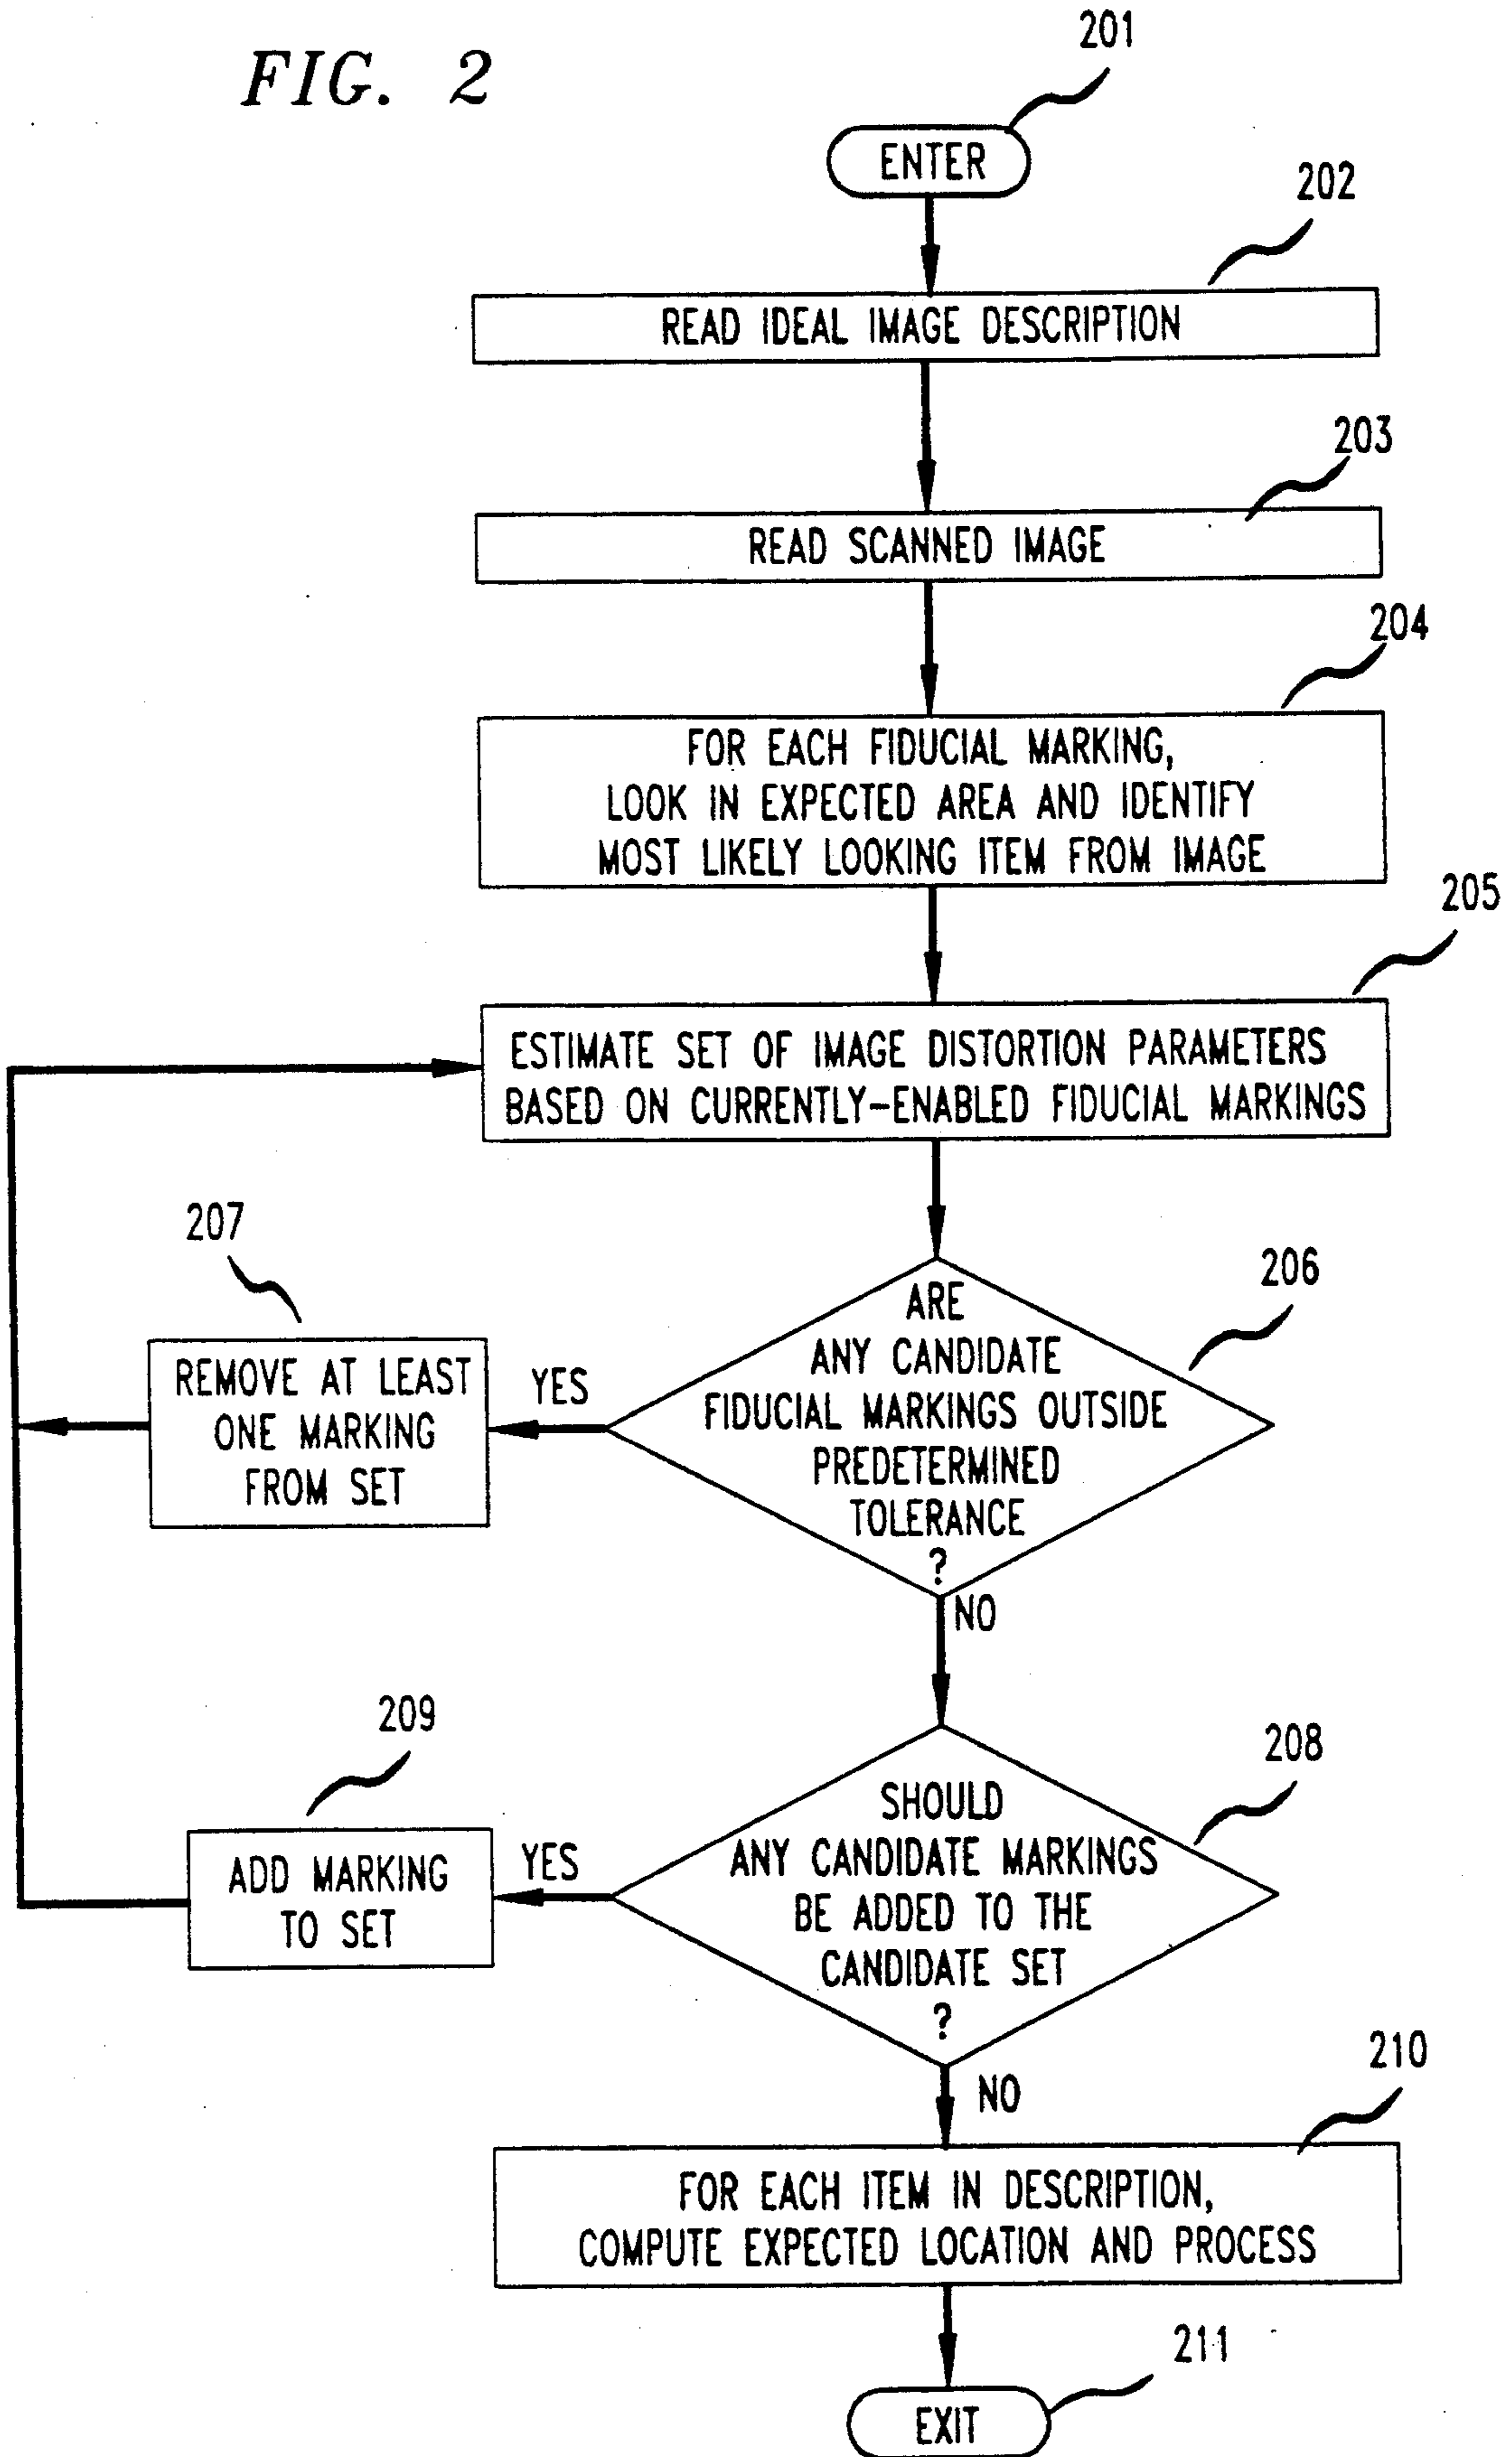 FIG. 2
201
ENTER
202
READ IDEAL IMAGE DESCRIPTION
203
READ SCANNED IMAGE
204
FOR EACH FIDUCIAL MARKING,
LOOK IN EXPECTED AREA AND IDENTIFY
MOST LIKELY LOOKING ITEM FROM IMAGE
205
ESTIMATE SET OF IMAGE DISTORTION PARAMETERS
BASED ON CURRENTLY-ENABLED FIDUCIAL MARKINGS
206
ARE
ANY CANDIDATE
FIDUCIAL MARKINGS OUTSIDE
PREDETERMINED
TOLERANCE
?
YES
207
REMOVE AT LEAST
ONE MARKING
FROM SET
NO
208
SHOULD
ANY CANDIDATE MARKINGS
BE ADDED TO THE
CANDIDATE SET
?
YES
209
ADD MARKING
TO SET
NO
210
FOR EACH ITEM IN DESCRIPTION,
COMPUTE EXPECTED LOCATION AND PROCESS
211
EXIT